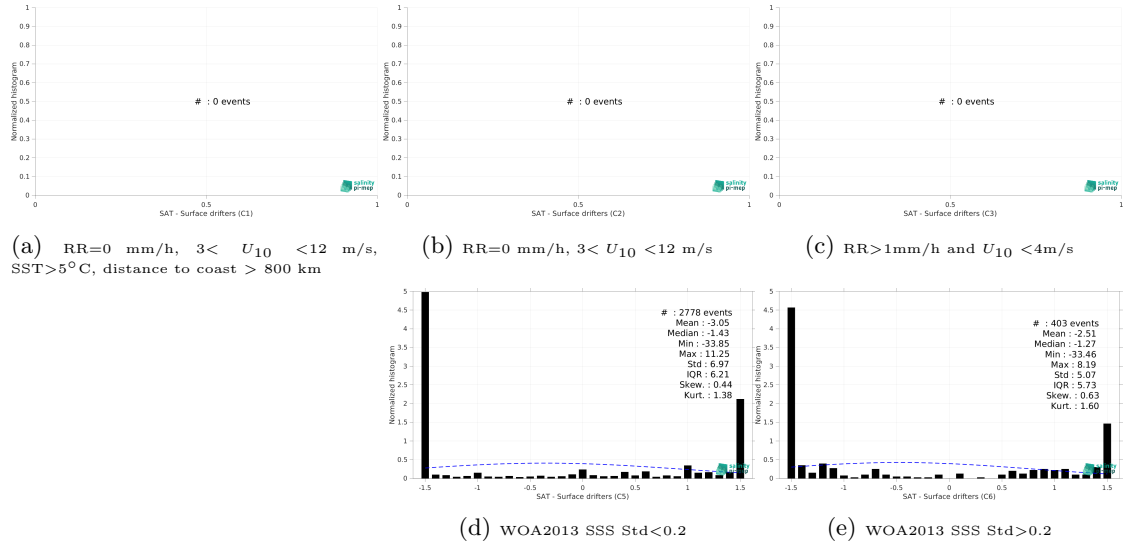 1
0.9
0.8
0.7
0.6
0.5
0.4
0.3
0.2
0.1
0
Normalized histogram
# : 0 events
salinity
pi-mep
0 0.5 1
SAT - Surface drifters (C1)
(a) RR=0 mm/h, 3< U10 <12 m/s,
SST>5°C, distance to coast > 800 km
1
0.9
0.8
0.7
0.6
0.5
0.4
0.3
0.2
0.1
0
Normalized histogram
# : 0 events
salinity
pi-mep
0 0.5 1
SAT - Surface drifters (C2)
(b) RR=0 mm/h, 3< U10 <12 m/s
1
0.9
0.8
0.7
0.6
0.5
0.4
0.3
0.2
0.1
0
Normalized histogram
# : 0 events
salinity
pi-mep
0 0.5 1
SAT - Surface drifters (C3)
(c) RR>1mm/h and U10 <4m/s
5
4.5
4
3.5
3
2.5
2
1.5
1
0.5
0
Normalized histogram
# : 2778 events
Mean : -3.05
Median : -1.43
Min : -33.85
Max : 11.25
Std : 6.97
IQR : 6.21
Skew. : 0.44
Kurt. : 1.38
salinity
pi-mep
-1.5 -1 -0.5 0 0.5 1 1.5
SAT - Surface drifters (C5)
(d) WOA2013 SSS Std<0.2
5
4.5
4
3.5
3
2.5
2
1.5
1
0.5
0
Normalized histogram
# : 403 events
Mean : -2.51
Median : -1.27
Min : -33.46
Max : 8.19
Std : 5.07
IQR : 5.73
Skew. : 0.63
Kurt. : 1.60
salinity
pi-mep
-1.5 -1 -0.5 0 0.5 1 1.5
SAT - Surface drifters (C6)
(e) WOA2013 SSS Std>0.2